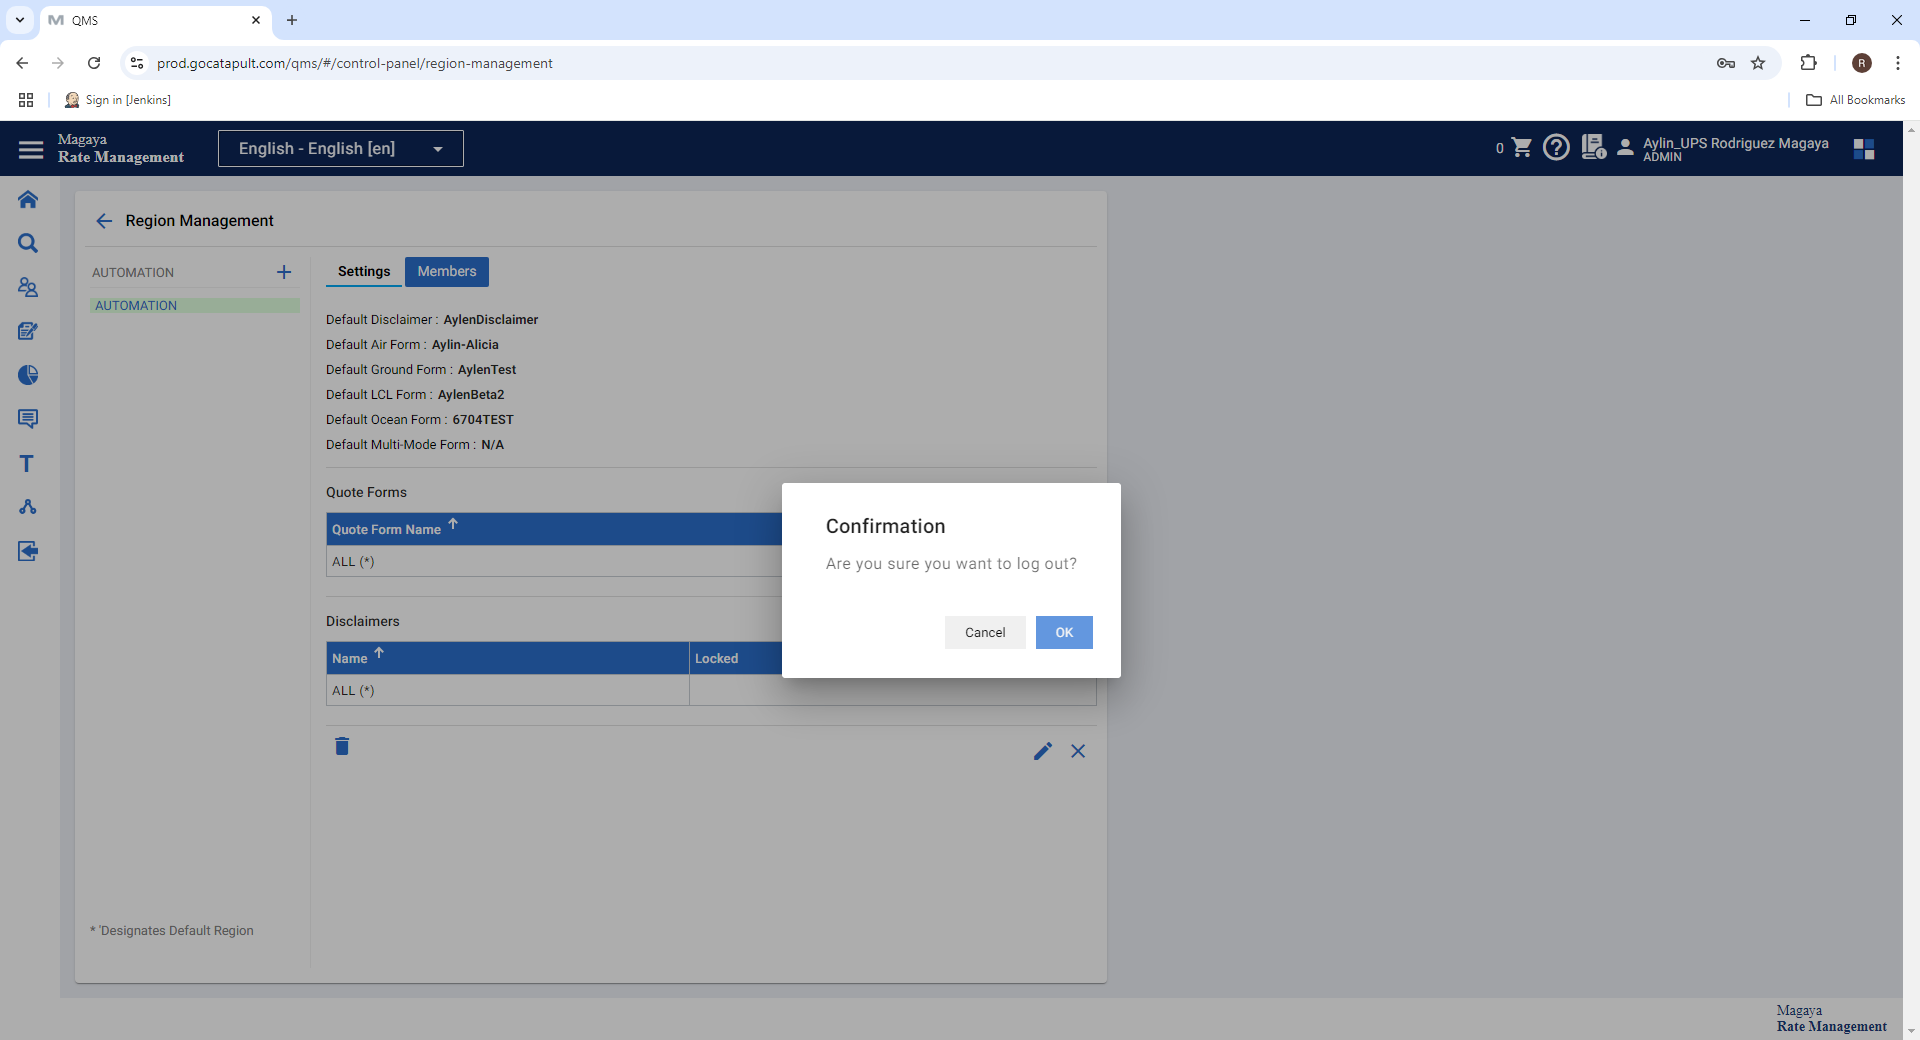 QMS
prod.gocatapult.com/qms/#/control-panel/region-management
R
Sign in [Jenkins]
All Bookmarks
Magaya
Rate Management
English - English [en]
0
Aylin_UPS Rodriguez Magaya
ADMIN
Region Management
AUTOMATION
AUTOMATION
Settings
Members
Default Disclaimer : AylenDisclaimer
Default Air Form : Aylin-Alicia
Default Ground Form : AylenTest
Default LCL Form : AylenBeta2
Default Ocean Form : 6704TEST
Default Multi-Mode Form : N/A
Quote Forms
Quote Form Name
ALL (*)
Disclaimers
Name
Locked
ALL (*)
Confirmation
Are you sure you want to log out?
Cancel
OK
* 'Designates Default Region
Magaya
Rate Management